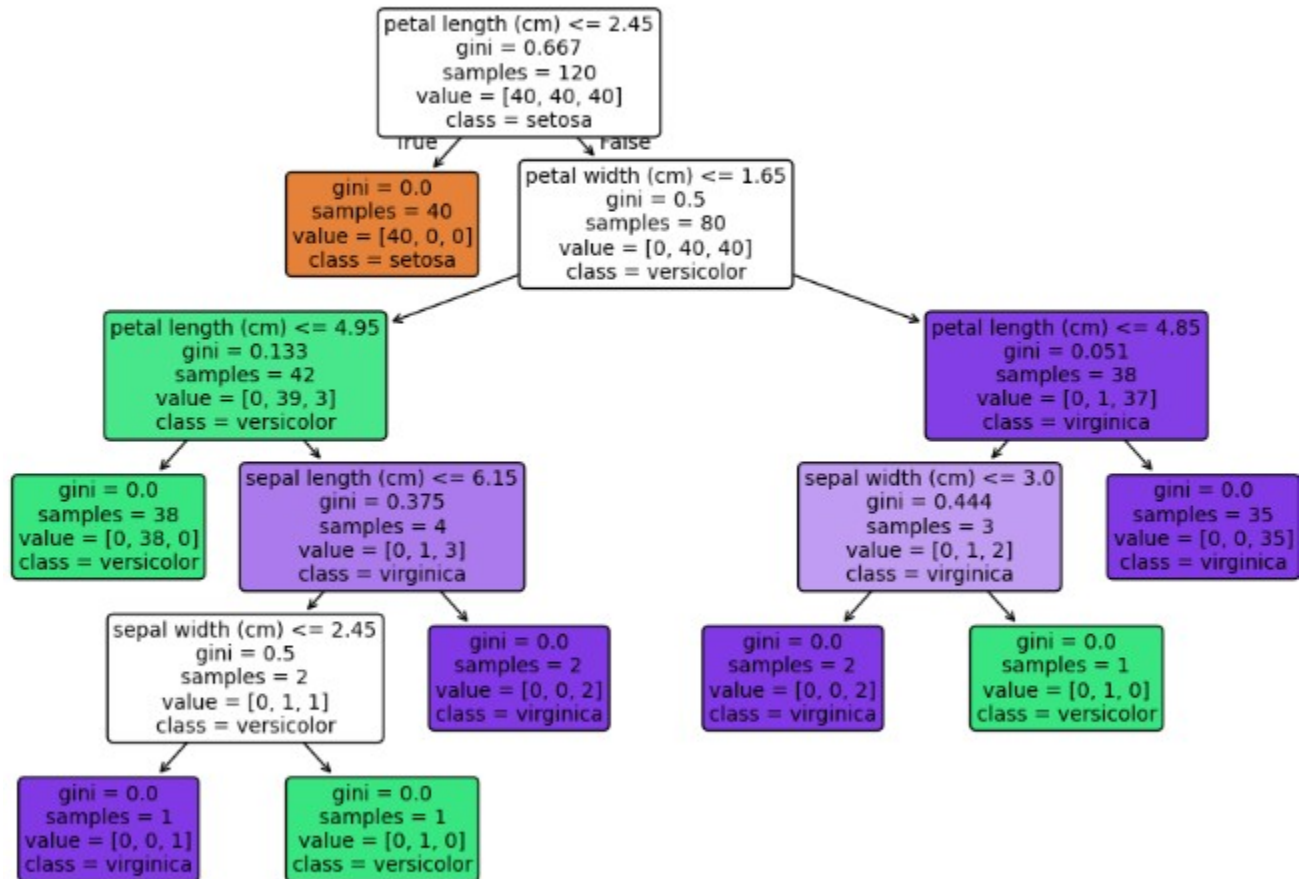 petal length (cm) <= 2.45
gini = 0.667
samples = 120
value = [40, 40, 40]
class = setosa
True
False
gini = 0.0
samples = 40
value = [40, 0, 0]
class = setosa
petal width (cm) <= 1.65
gini = 0.5
samples = 80
value = [0, 40, 40]
class = versicolor
petal length (cm) <= 4.95
gini = 0.133
samples = 42
value = [0, 39, 3]
class = versicolor
petal length (cm) <= 4.85
gini = 0.051
samples = 38
value = [0, 1, 37]
class = virginica
gini = 0.0
samples = 38
value = [0, 38, 0]
class = versicolor
sepal length (cm) <= 6.15
gini = 0.375
samples = 4
value = [0, 1, 3]
class = virginica
sepal width (cm) <= 3.0
gini = 0.444
samples = 3
value = [0, 1, 2]
class = virginica
gini = 0.0
samples = 35
value = [0, 0, 35]
class = virginica
sepal width (cm) <= 2.45
gini = 0.5
samples = 2
value = [0, 1, 1]
class = versicolor
gini = 0.0
samples = 2
value = [0, 0, 2]
class = virginica
gini = 0.0
samples = 2
value = [0, 0, 2]
class = virginica
gini = 0.0
samples = 1
value = [0, 1, 0]
class = versicolor
gini = 0.0
samples = 1
value = [0, 0, 1]
class = virginica
gini = 0.0
samples = 1
value = [0, 1, 0]
class = versicolor